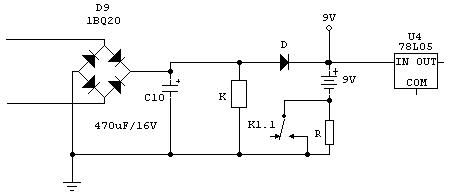 D9
1BQ20
9V
U4
78L05
D
IN OUT
COM
+
+
9V
C10
K
K1.1
R
470uF/16V